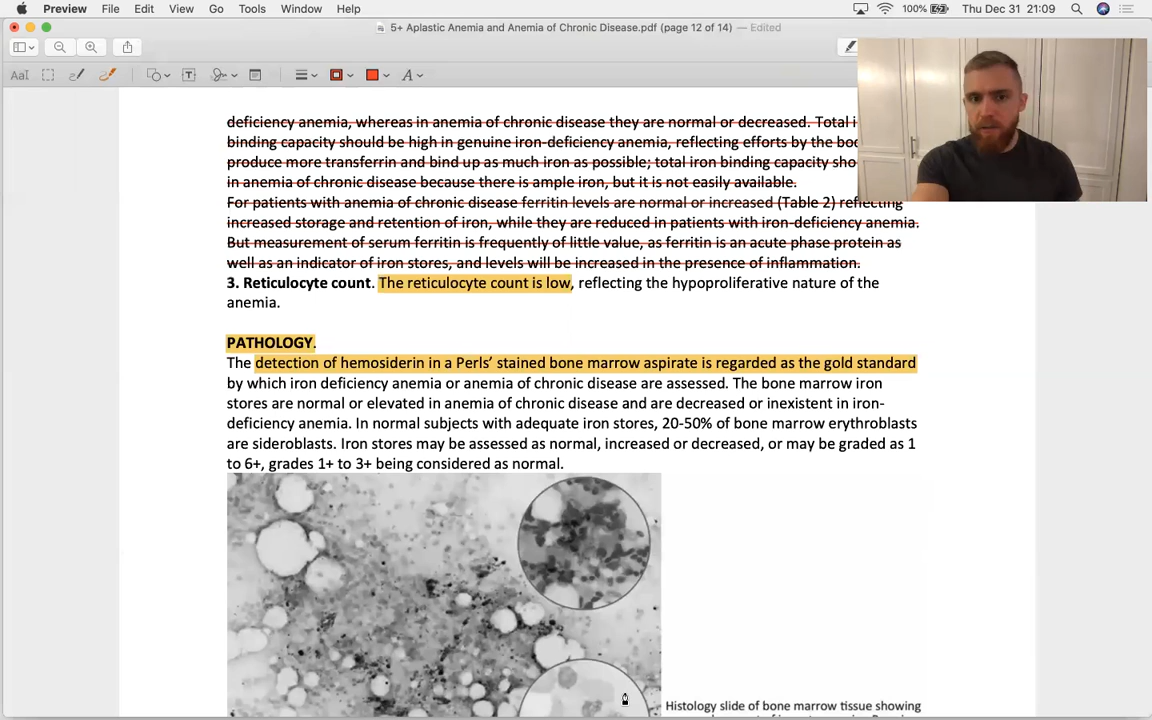 Preview File Edit View Go Tools Window Help 100% Thu Dec 31 21:09
5+ Aplastic Anemia and Anemia of Chronic Disease.pdf (page 12 of 14) — Edited
AaI T A
deficiency anemia, whereas in anemia of chronic disease they are normal or decreased. Total i
binding capacity should be high in genuine iron-deficiency anemia, reflecting efforts by the bo
produce more transferrin and bind up as much iron as possible; total iron binding capacity sho
in anemia of chronic disease because there is ample iron, but it is not easily available.
For patients with anemia of chronic disease ferritin levels are normal or increased (Table 2) reflecting
increased storage and retention of iron, while they are reduced in patients with iron-deficiency anemia.
But measurement of serum ferritin is frequently of little value, as ferritin is an acute phase protein as
well as an indicator of iron stores, and levels will be increased in the presence of inflammation.
3. Reticulocyte count. The reticulocyte count is low, reflecting the hypoproliferative nature of the
anemia.
PATHOLOGY.
The detection of hemosiderin in a Perls’ stained bone marrow aspirate is regarded as the gold standard
by which iron deficiency anemia or anemia of chronic disease are assessed. The bone marrow iron
stores are normal or elevated in anemia of chronic disease and are decreased or inexistent in iron-
deficiency anemia. In normal subjects with adequate iron stores, 20-50% of bone marrow erythroblasts
are sideroblasts. Iron stores may be assessed as normal, increased or decreased, or may be graded as 1
to 6+, grades 1+ to 3+ being considered as normal.
Histology slide of bone marrow tissue showing